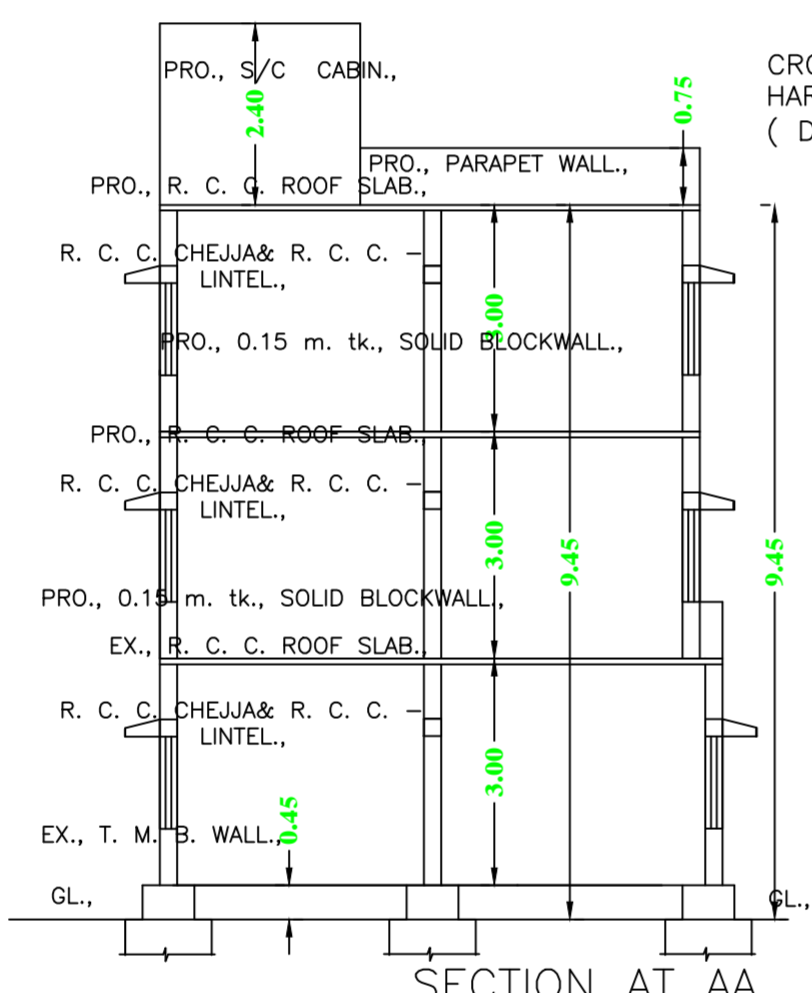 PRO., S/C CABIN.,
2.40
0.75
PRO., PARAPET WALL.,
PRO., R. C. C. ROOF SLAB.,
R. C. C. CHEJJA& R. C. C. –
LINTEL.,
3.00
PRO., 0.15 m. tk., SOLID BLOCKWALL.,
PRO., R. C. C. ROOF SLAB.,
R. C. C. CHEJJA& R. C. C. –
LINTEL.,
3.00
9.45
9.45
PRO., 0.15 m. tk., SOLID BLOCKWALL.,
EX., R. C. C. ROOF SLAB.,
R. C. C. CHEJJA& R. C. C. –
LINTEL.,
3.00
0.45
EX., T. M. B. WALL.,
GL.,
GL.,
SECTION AT AA